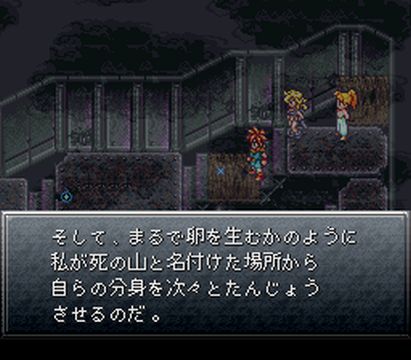 そして、まるで卵を生むかのように
私が死の山と名付けた場所から
自らの分身を次々とたんじょう
させるのだ。